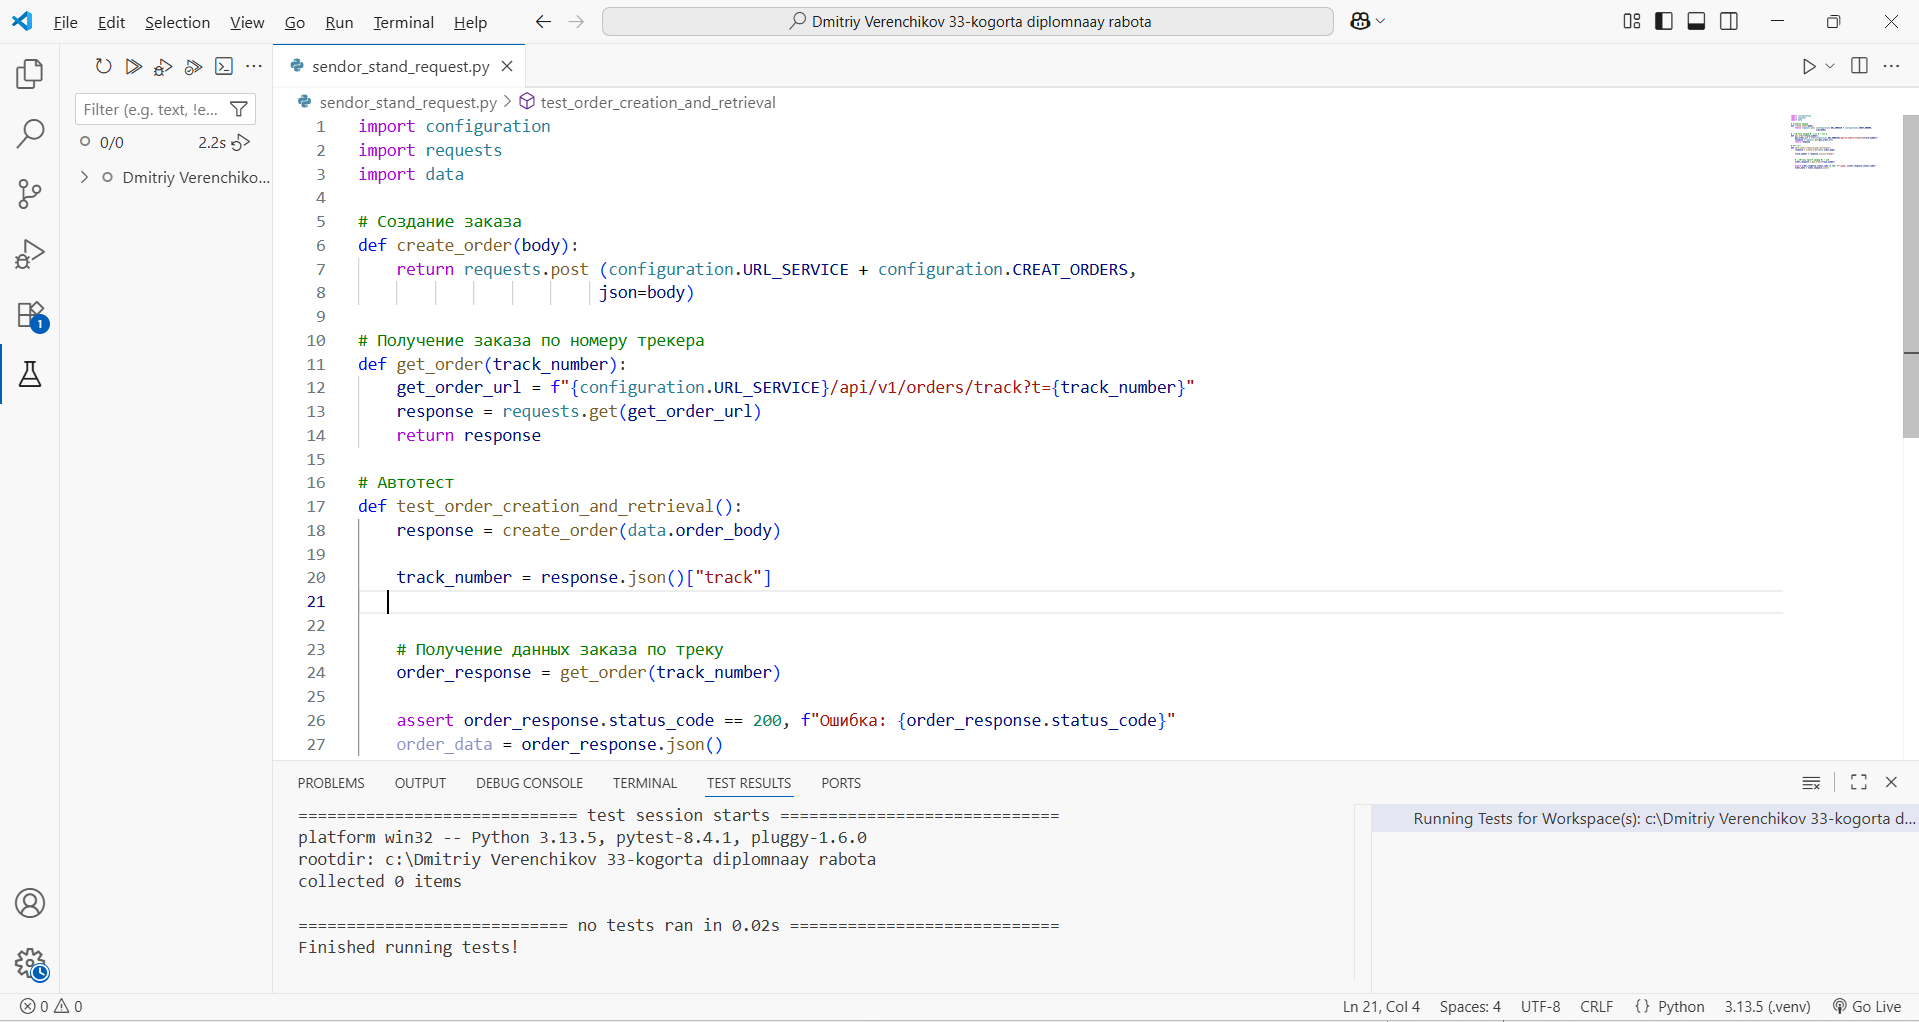 File Edit Selection View Go Run Terminal Help
Dmitriy Verenchikov 33-kogorta diplomnaay rabota
Filter (e.g. text, !e...
0/0 2.2s
Dmitriy Verenchiko...
1
sendor_stand_request.py
sendor_stand_request.py > test_order_creation_and_retrieval
1 import configuration
2 import requests
3 import data
4
5 # Создание заказа
6 def create_order(body):
7 return requests.post (configuration.URL_SERVICE + configuration.CREAT_ORDERS,
8 json=body)
9
10 # Получение заказа по номеру трекера
11 def get_order(track_number):
12 get_order_url = f"{configuration.URL_SERVICE}/api/v1/orders/track?t={track_number}"
13 response = requests.get(get_order_url)
14 return response
15
16 # Автотест
17 def test_order_creation_and_retrieval():
18 response = create_order(data.order_body)
19
20 track_number = response.json()["track"]
21
22
23 # Получение данных заказа по треку
24 order_response = get_order(track_number)
25
26 assert order_response.status_code == 200, f"Ошибка: {order_response.status_code}"
27 order_data = order_response.json()
PROBLEMS OUTPUT DEBUG CONSOLE TERMINAL TEST RESULTS PORTS
============================= test session starts =============================
platform win32 -- Python 3.13.5, pytest-8.4.1, pluggy-1.6.0
rootdir: c:\Dmitriy Verenchikov 33-kogorta diplomnaay rabota
collected 0 items
============================ no tests ran in 0.02s ============================
Finished running tests!
Running Tests for Workspace(s): c:\Dmitriy Verenchikov 33-kogorta d...
0 0
Ln 21, Col 4 Spaces: 4 UTF-8 CRLF {} Python 3.13.5 (.venv) Go Live